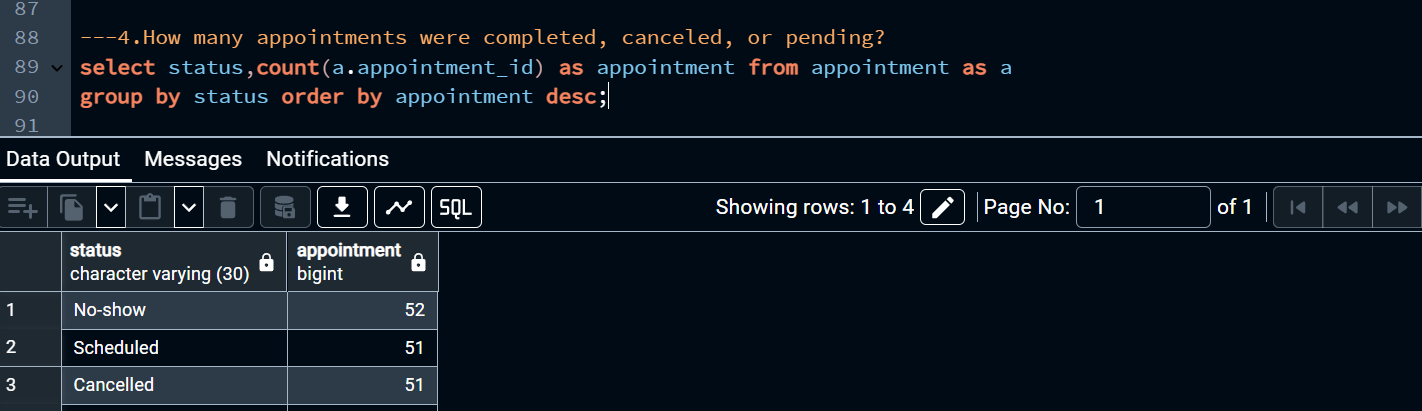 87
88 ---4.How many appointments were completed, canceled, or pending?
89 select status,count(a.appointment_id) as appointment from appointment as a
90 group by status order by appointment desc;
91
Data Output Messages Notifications
SQL Showing rows: 1 to 4 Page No: 1 of 1
status appointment
character varying (30) bigint
1 No-show 52
2 Scheduled 51
3 Cancelled 51